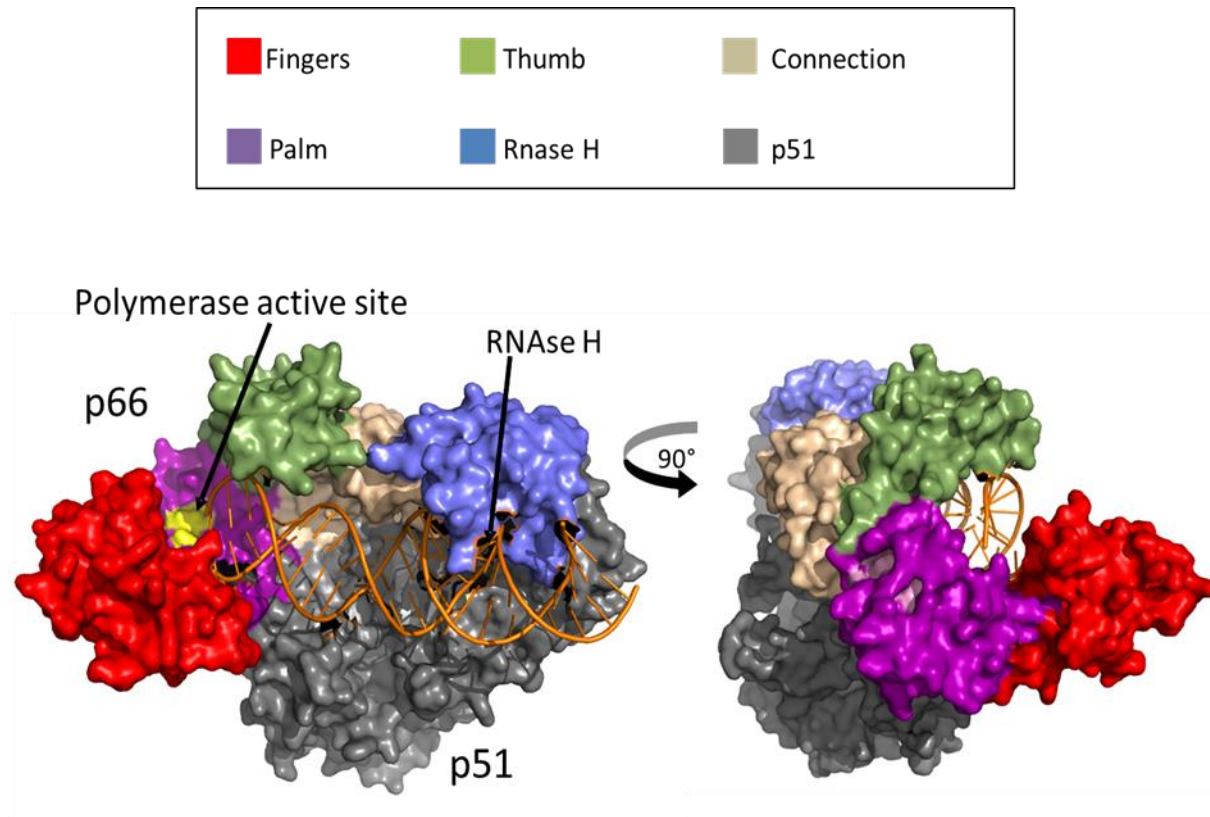 Fingers
Thumb
Connection
Palm
Rnase H
p51
Polymerase active site
RNAse H
p66
90°
p51